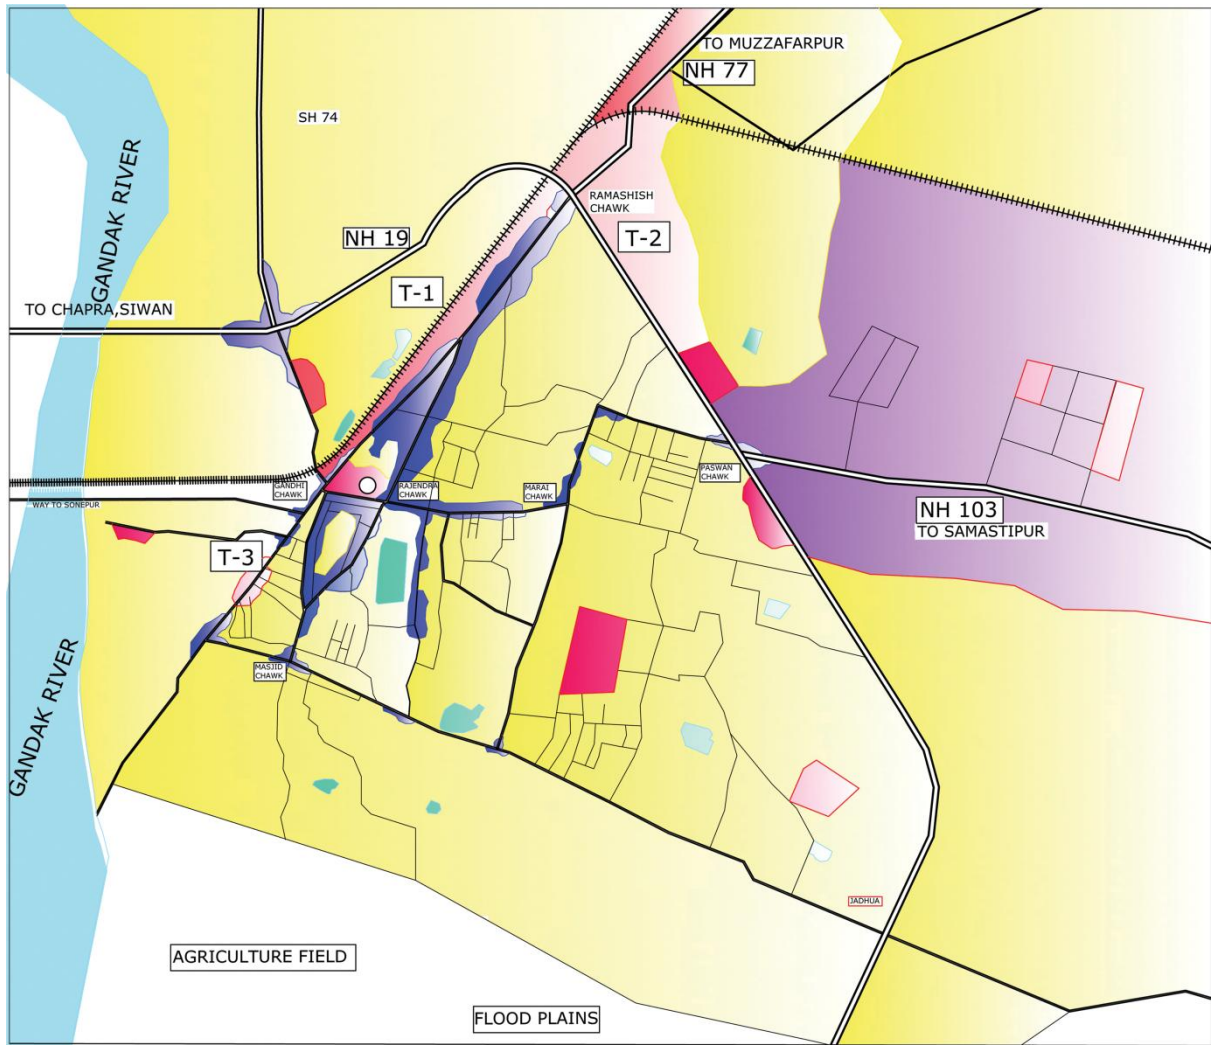 TO MUZZAFARPUR
NH 77
SH 74
GANDAK RIVER
RAMASHISH
CHAWK
NH 19
T-2
T-1
TO CHAPRA,SIWAN
GANDHI
CHAWK
RAJENDRA
CHAWK
MARAI
CHAWK
PASWAN
CHAWK
WAY TO SONEPUR
NH 103
TO SAMASTIPUR
T-3
MASJID
CHAWK
GANDAK RIVER
JADHUA
AGRICULTURE FIELD
FLOOD PLAINS